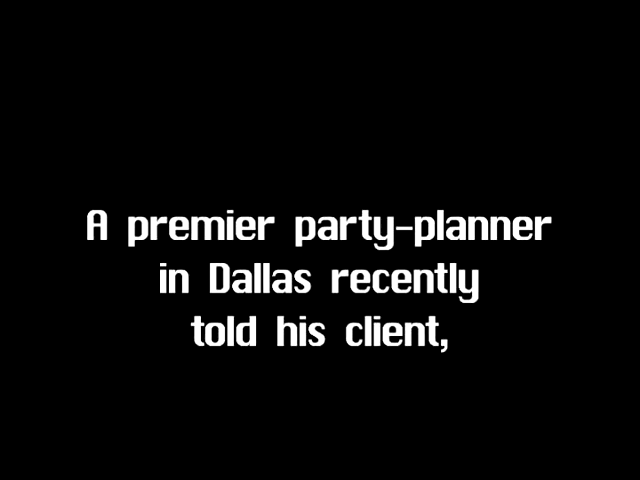 A premier party-planner
in Dallas recently
told his client,